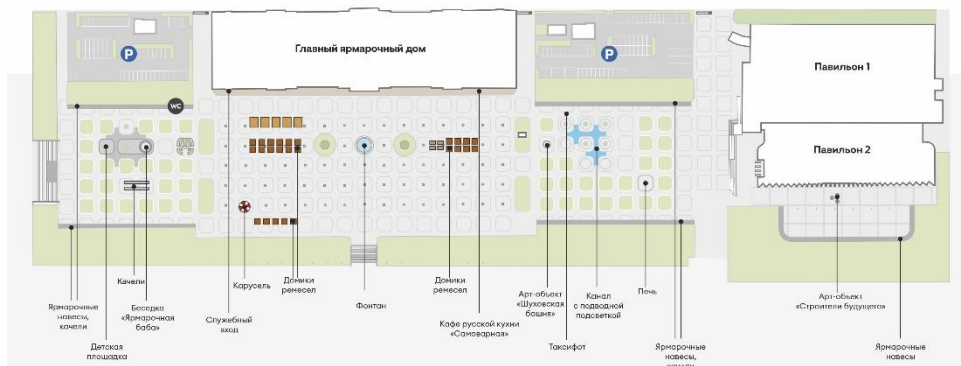 Главный ярмарочный дом
P
P
Павильон 1
Павильон 2
WC
Качели
Карусель
Домики
ремесел
Фонтан
Домики
ремесел
Печь
Ярмарочные
навесы,
качели
Беседка
«Ярмарочная
баба»
Служебный
вход
Кафе русской кухни
«Самоварная»
Арт-объект
«Шуховская
башня»
Канал
с подводной
подсветкой
Арт-объект
«Строители будущего»
Детская
площадка
Таксифот
Ярмарочные
навесы,
Ярмарочные
навесы